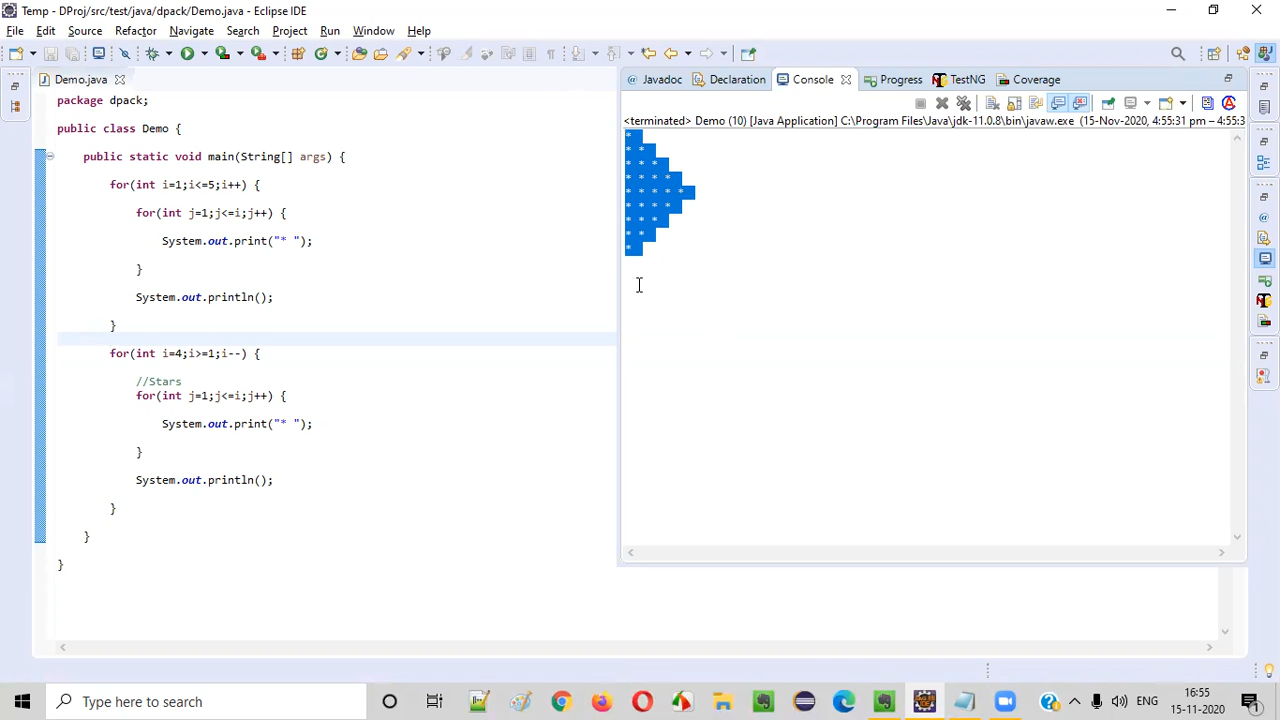 Temp - DProj/src/test/java/dpack/Demo.java - Eclipse IDE
File Edit Source Refactor Navigate Search Project Run Window Help
Demo.java
Javadoc Declaration Console Progress TestNG Coverage
<terminated> Demo (10) [Java Application] C:\Program Files\Java\jdk-11.0.8\bin\javaw.exe (15-Nov-2020, 4:55:31 pm – 4:55:3
package dpack;
public class Demo {
public static void main(String[] args) {
for(int i=1;i<=5;i++) {
for(int j=1;j<=i;j++) {
System.out.print("* ");
}
System.out.println();
}
for(int i=4;i>=1;i--) {
//Stars
for(int j=1;j<=i;j++) {
System.out.print("* ");
}
System.out.println();
}
}
}
*
* *
* * *
* * * *
* * * * *
* * * *
* * *
* *
*
Type here to search
ENG
16:55
15-11-2020
1